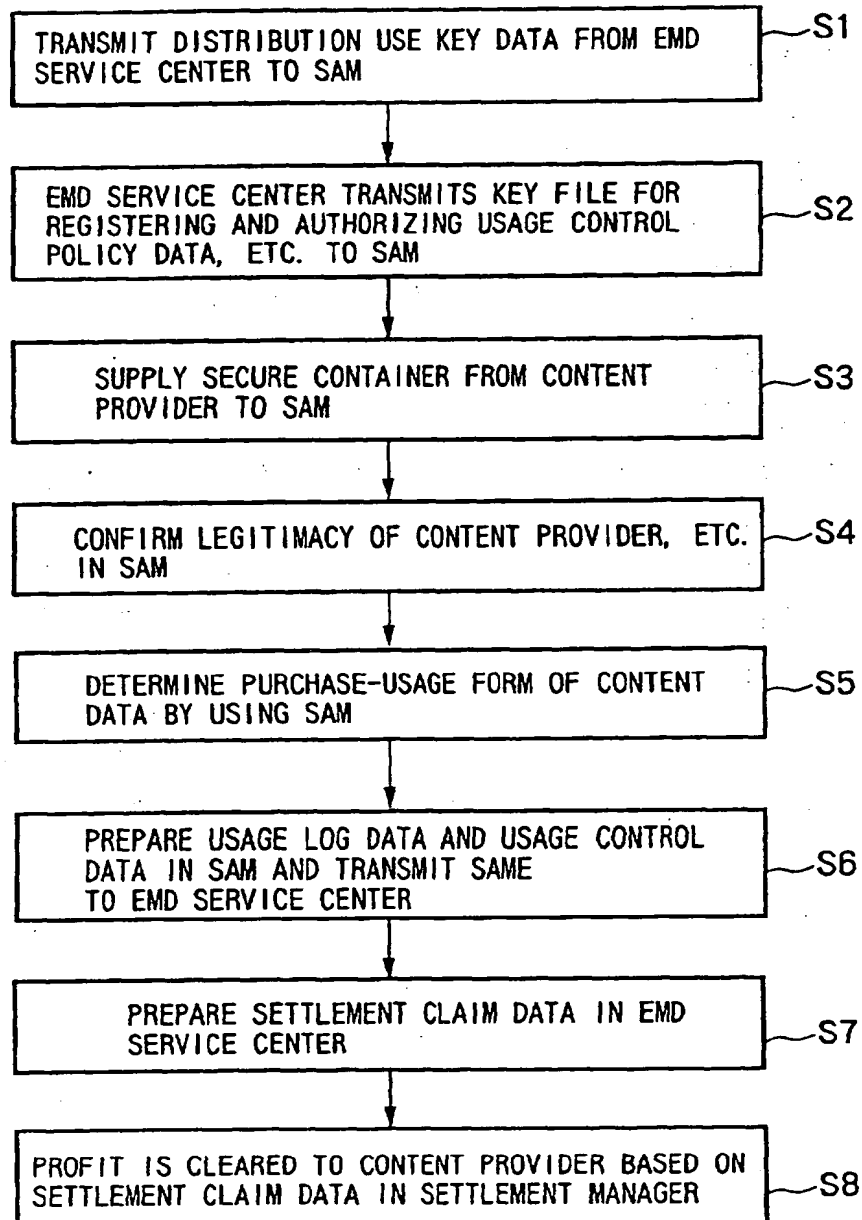 TRANSMIT DISTRIBUTION USE KEY DATA FROM EMD
SERVICE CENTER TO SAM
S1
EMD SERVICE CENTER TRANSMITS KEY FILE FOR
REGISTERING AND AUTHORIZING USAGE CONTROL
POLICY DATA, ETC. TO SAM
S2
SUPPLY SECURE CONTAINER FROM CONTENT
PROVIDER TO SAM
S3
CONFIRM LEGITIMACY OF CONTENT PROVIDER, ETC.
IN SAM
S4
DETERMINE PURCHASE-USAGE FORM OF CONTENT
DATA BY USING SAM
S5
PREPARE USAGE LOG DATA AND USAGE CONTROL
DATA IN SAM AND TRANSMIT SAME
TO EMD SERVICE CENTER
S6
PREPARE SETTLEMENT CLAIM DATA IN EMD
SERVICE CENTER
S7
PROFIT IS CLEARED TO CONTENT PROVIDER BASED ON
SETTLEMENT CLAIM DATA IN SETTLEMENT MANAGER
S8